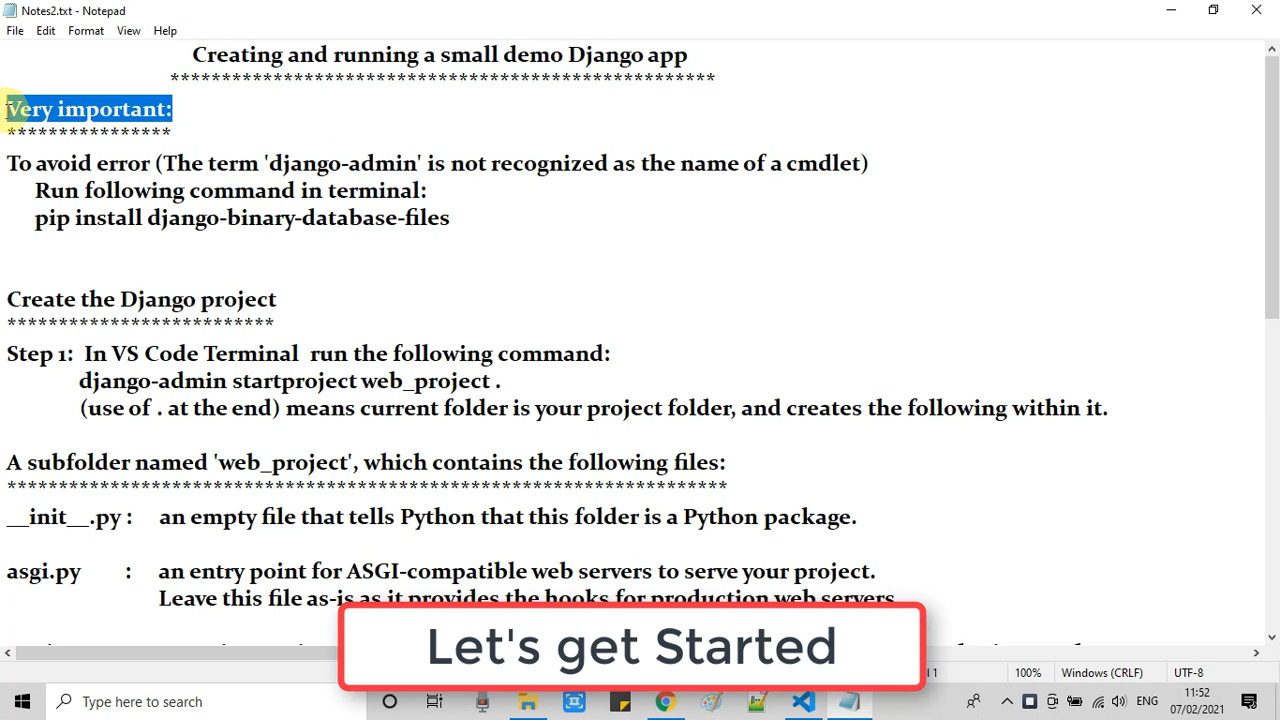 Notes2.txt - Notepad
File Edit Format View Help
Creating and running a small demo Django app
****************************************************
Very important:
****************
To avoid error (The term 'django-admin' is not recognized as the name of a cmdlet)
Run following command in terminal:
pip install django-binary-database-files
Create the Django project
**************************
Step 1: In VS Code Terminal run the following command:
django-admin startproject web_project .
(use of . at the end) means current folder is your project folder, and creates the following within it.
A subfolder named 'web_project', which contains the following files:
**********************************************************************
__init__.py : an empty file that tells Python that this folder is a Python package.
asgi.py : an entry point for ASGI-compatible web servers to serve your project.
Leave this file as-is as it provides the hooks for production web servers.
Let's get Started
1 100% Windows (CRLF) UTF-8
Type here to search
ENG
11:52
07/02/2021